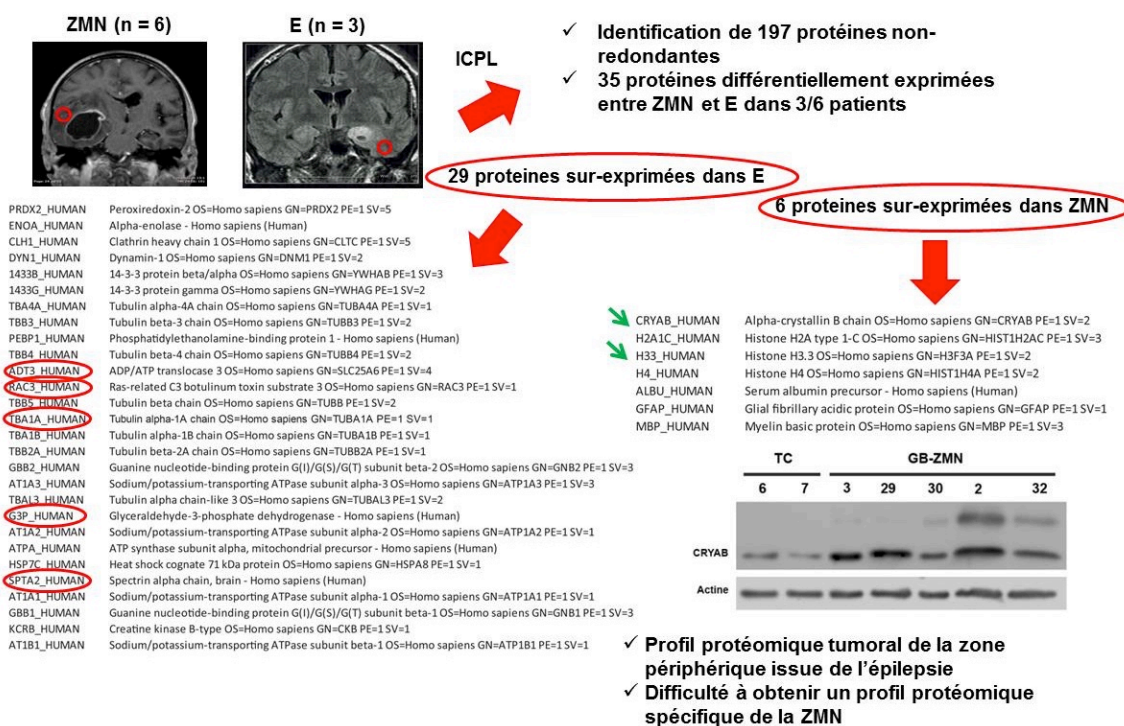 ZMN (n = 6)
E (n = 3)
ICPL
✓ Identification de 197 protéines non-
redondantes
✓ 35 protéines différentiellement exprimées
entre ZMN et E dans 3/6 patients
29 proteines sur-exprimées dans E
6 proteines sur-exprimées dans ZMN
PRDX2_HUMAN Peroxiredoxin-2 OS=Homo sapiens GN=PRDX2 PE=1 SV=5
ENOA_HUMAN Alpha-enolase - Homo sapiens (Human)
CLH1_HUMAN Clathrin heavy chain 1 OS=Homo sapiens GN=CLTC PE=1 SV=5
DYN1_HUMAN Dynamin-1 OS=Homo sapiens GN=DNM1 PE=1 SV=2
1433B_HUMAN 14-3-3 protein beta/alpha OS=Homo sapiens GN=YWHAB PE=1 SV=3
1433G_HUMAN 14-3-3 protein gamma OS=Homo sapiens GN=YWHAG PE=1 SV=2
TBA4A_HUMAN Tubulin alpha-4A chain OS=Homo sapiens GN=TUBA4A PE=1 SV=1
TBB3_HUMAN Tubulin beta-3 chain OS=Homo sapiens GN=TUBB3 PE=1 SV=2
PEBP1_HUMAN Phosphatidylethanolamine-binding protein 1 - Homo sapiens (Human)
TBB4_HUMAN Tubulin beta-4 chain OS=Homo sapiens GN=TUBB4 PE=1 SV=2
ADT3_HUMAN ADP/ATP translocase 3 OS=Homo sapiens GN=SLC25A6 PE=1 SV=4
RAC3_HUMAN Ras-related C3 botulinum toxin substrate 3 OS=Homo sapiens GN=RAC3 PE=1 SV=1
TBB5_HUMAN Tubulin beta chain OS=Homo sapiens GN=TUBB PE=1 SV=2
TBA1A_HUMAN Tubulin alpha-1A chain OS=Homo sapiens GN=TUBA1A PE=1 SV=1
TBA1B_HUMAN Tubulin alpha-1B chain OS=Homo sapiens GN=TUBA1B PE=1 SV=1
TBB2A_HUMAN Tubulin beta-2A chain OS=Homo sapiens GN=TUBB2A PE=1 SV=1
GBB2_HUMAN Guanine nucleotide-binding protein G(I)/G(S)/G(T) subunit beta-2 OS=Homo sapiens GN=GNB2 PE=1 SV=3
AT1A3_HUMAN Sodium/potassium-transporting ATPase subunit alpha-3 OS=Homo sapiens GN=ATP1A3 PE=1 SV=3
TBAL3_HUMAN Tubulin alpha chain-like 3 OS=Homo sapiens GN=TUBAL3 PE=1 SV=2
G3P_HUMAN Glyceraldehyde-3-phosphate dehydrogenase - Homo sapiens (Human)
AT1A2_HUMAN Sodium/potassium-transporting ATPase subunit alpha-2 OS=Homo sapiens GN=ATP1A2 PE=1 SV=1
ATPA_HUMAN ATP synthase subunit alpha, mitochondrial precursor - Homo sapiens (Human)
HSP7C_HUMAN Heat shock cognate 71 kDa protein OS=Homo sapiens GN=HSPA8 PE=1 SV=1
SPTA2_HUMAN Spectrin alpha chain, brain - Homo sapiens (Human)
AT1A1_HUMAN Sodium/potassium-transporting ATPase subunit alpha-1 OS=Homo sapiens GN=ATP1A1 PE=1 SV=1
GBB1_HUMAN Guanine nucleotide-binding protein G(I)/G(S)/G(T) subunit beta-1 OS=Homo sapiens GN=GNB1 PE=1 SV=3
KCRB_HUMAN Creatine kinase B-type OS=Homo sapiens GN=CKB PE=1 SV=1
AT1B1_HUMAN Sodium/potassium-transporting ATPase subunit beta-1 OS=Homo sapiens GN=ATP1B1 PE=1 SV=1
CRYAB_HUMAN Alpha-crystallin B chain OS=Homo sapiens GN=CRYAB PE=1 SV=2
H2A1C_HUMAN Histone H2A type 1-C OS=Homo sapiens GN=HIST1H2AC PE=1 SV=3
H33_HUMAN Histone H3.3 OS=Homo sapiens GN=H3F3A PE=1 SV=2
H4_HUMAN Histone H4 OS=Homo sapiens GN=HIST1H4A PE=1 SV=2
ALBU_HUMAN Serum albumin precursor - Homo sapiens (Human)
GFAP_HUMAN Glial fibrillary acidic protein OS=Homo sapiens GN=GFAP PE=1 SV=1
MBP_HUMAN Myelin basic protein OS=Homo sapiens GN=MBP PE=1 SV=3
TC GB-ZMN
6 7 3 29 30 2 32
CRYAB
Actine
✓ Profil protéomique tumoral de la zone
périphérique issue de l'épilepsie
✓ Difficulté à obtenir un profil protéomique
spécifique de la ZMN